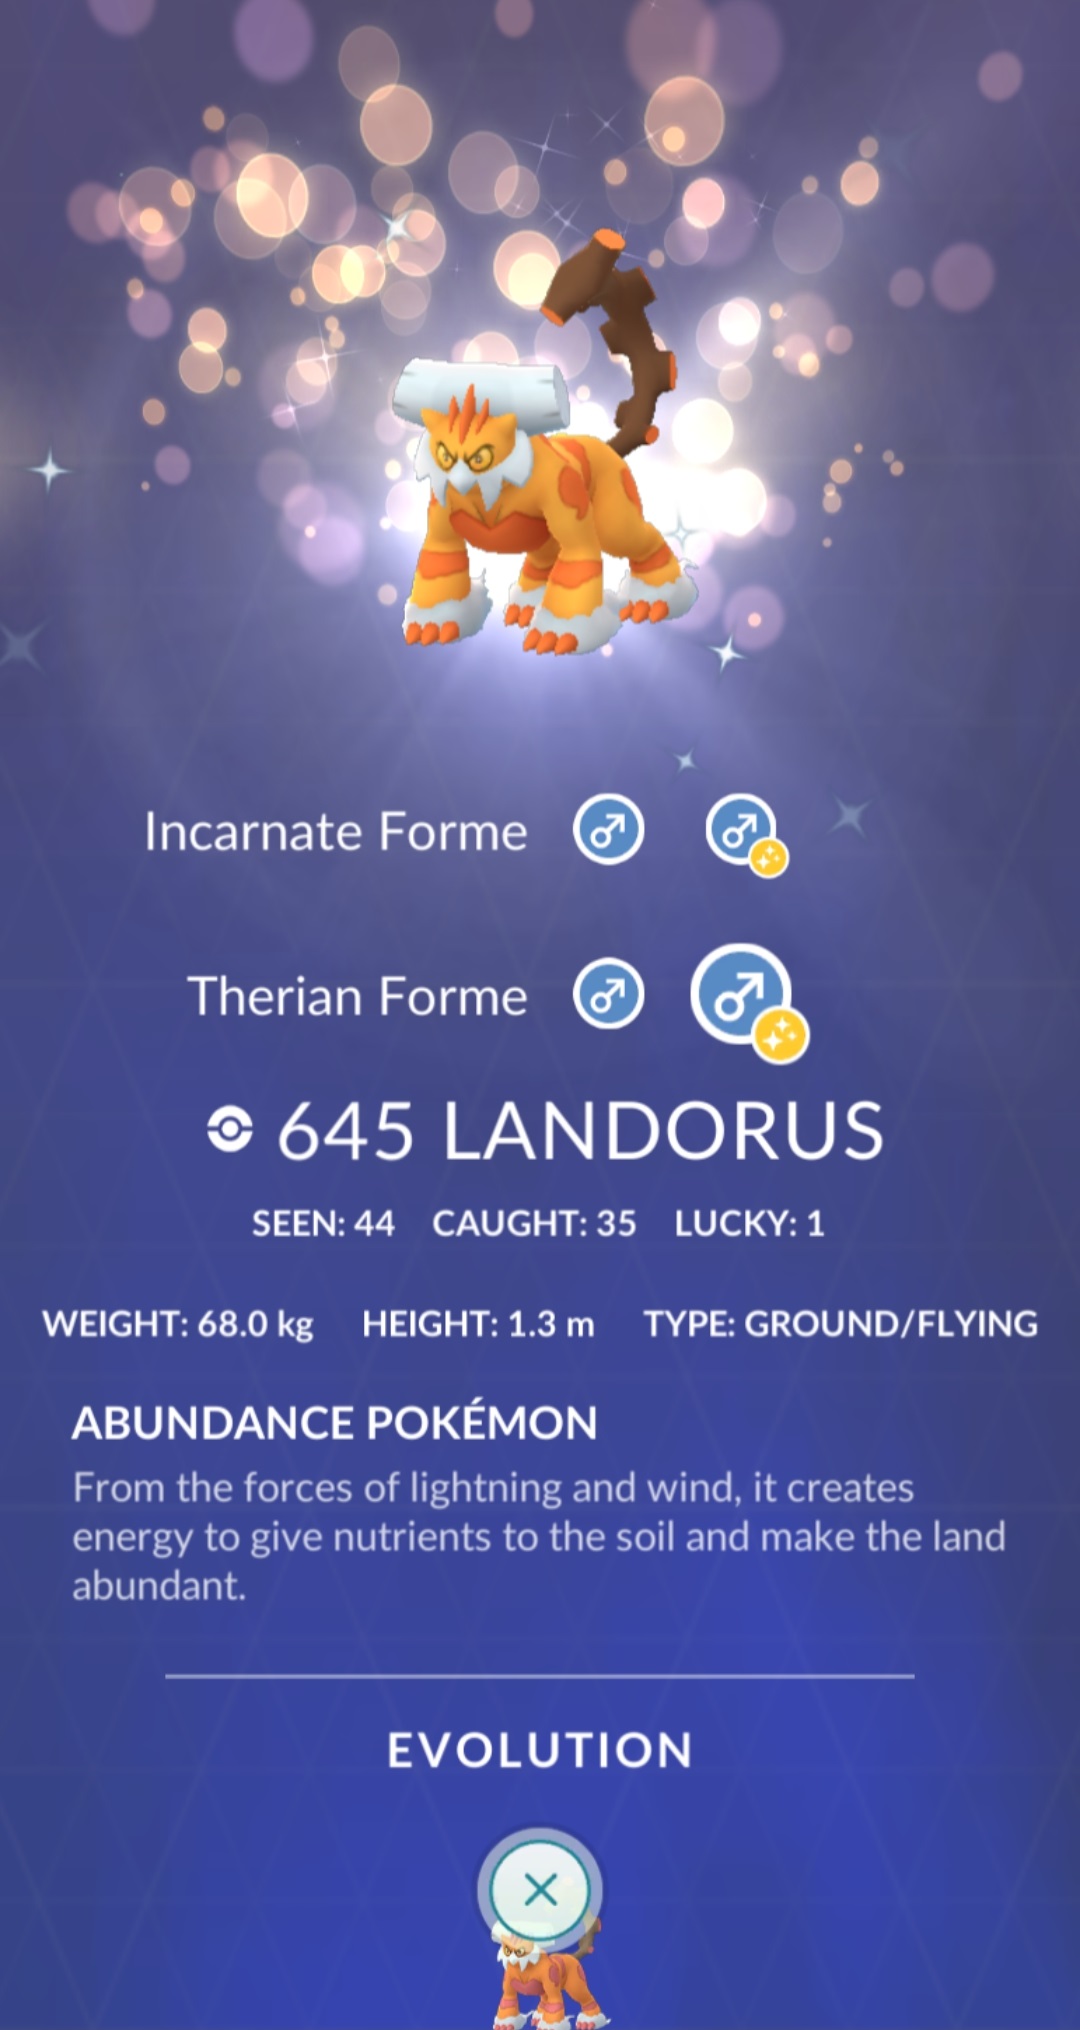 Incarnate Forme
Therian Forme
645 LANDORUS
SEEN: 44 CAUGHT: 35 LUCKY: 1
WEIGHT: 68.0 kg HEIGHT: 1.3 m TYPE: GROUND/FLYING
ABUNDANCE POKÉMON
From the forces of lightning and wind, it creates
energy to give nutrients to the soil and make the land
abundant.
EVOLUTION